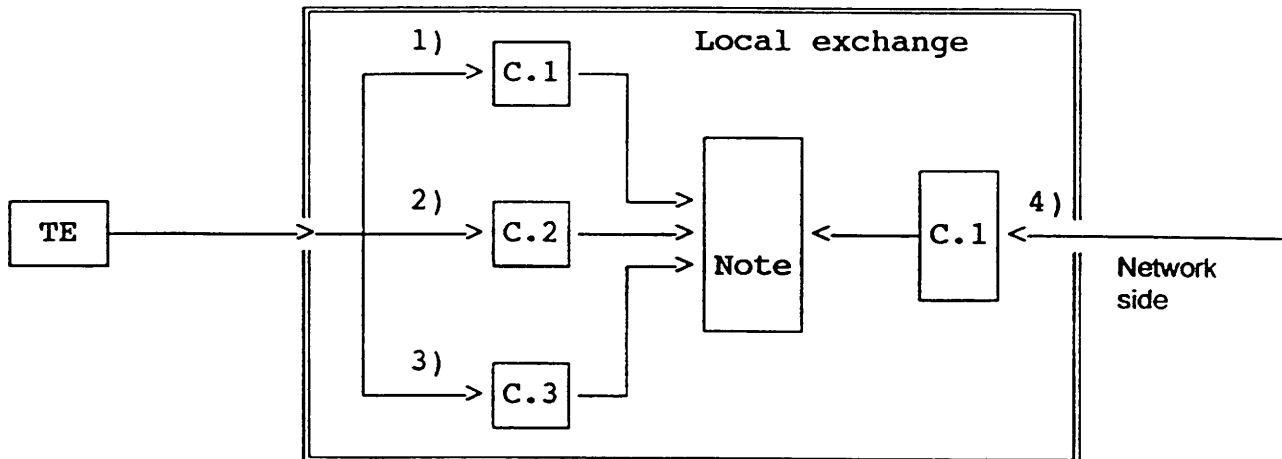 1)
Local exchange
C.1
2)
4)
TE
C.2
C.1
Note
Network
side
3)
C.3